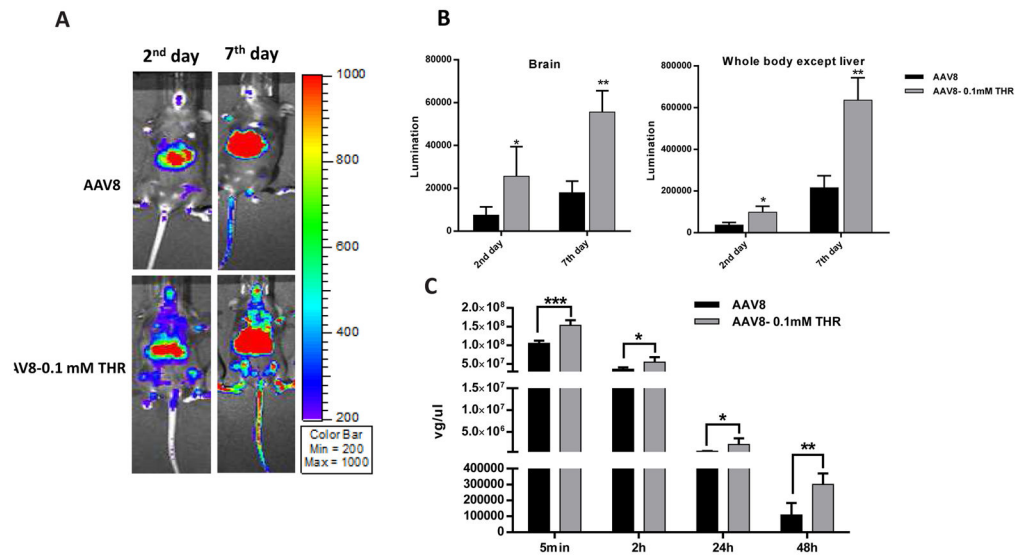 A
2nd day
7th day
AAV8
AV8-0.1 mM THR
1000
800
600
400
200
Color Bar
Min = 200
Max = 1000
B
Brain
Lumination
80000
60000
40000
20000
0
*
**
2nd day
7th day
Whole body except liver
Lumination
800000
600000
400000
200000
0
*
**
2nd day
7th day
AAV8
AAV8- 0.1mM THR
C
vg/ul
2.0×10⁸
1.5×10⁸
1.0×10⁸
5.0×10⁷
1.5×10⁷
1.0×10⁷
5.0×10⁶
400000
300000
200000
100000
0
***
*
*
**
5min
2h
24h
48h
AAV8
AAV8- 0.1mM THR